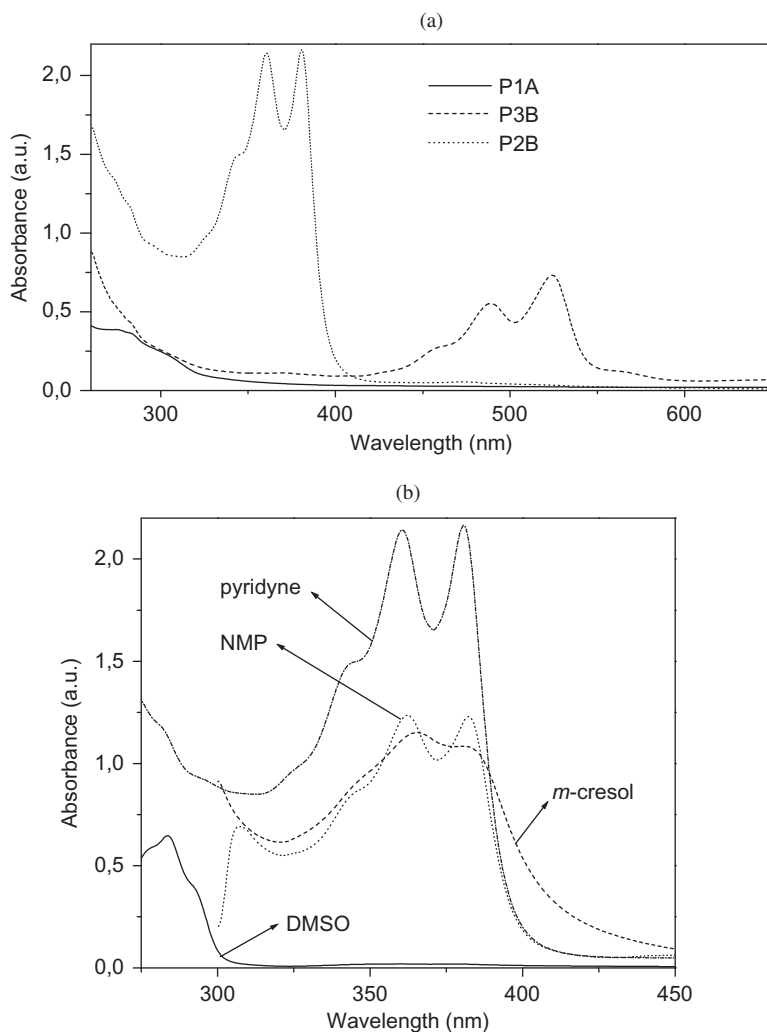 (a)
2,0
1,5
1,0
0,5
0,0
Absorbance (a.u.)
P1A
P3B
P2B
300
400
500
600
Wavelength (nm)
(b)
2,0
1,5
1,0
0,5
0,0
Absorbance (a.u.)
pyridyne
NMP
m-cresol
DMSO
300
350
400
450
Wavelength (nm)